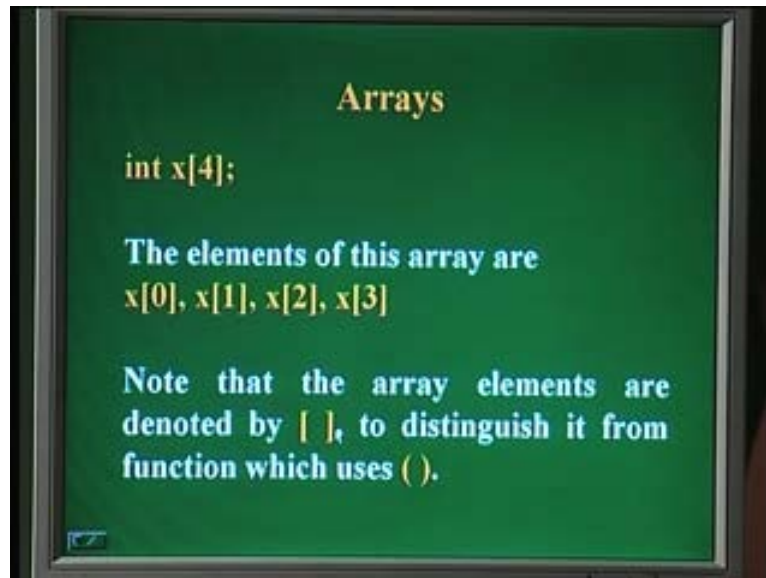 Arrays
int x[4];
The elements of this array are
x[0], x[1], x[2], x[3]
Note that the array elements are
denoted by [ ], to distinguish it from
function which uses ( ).